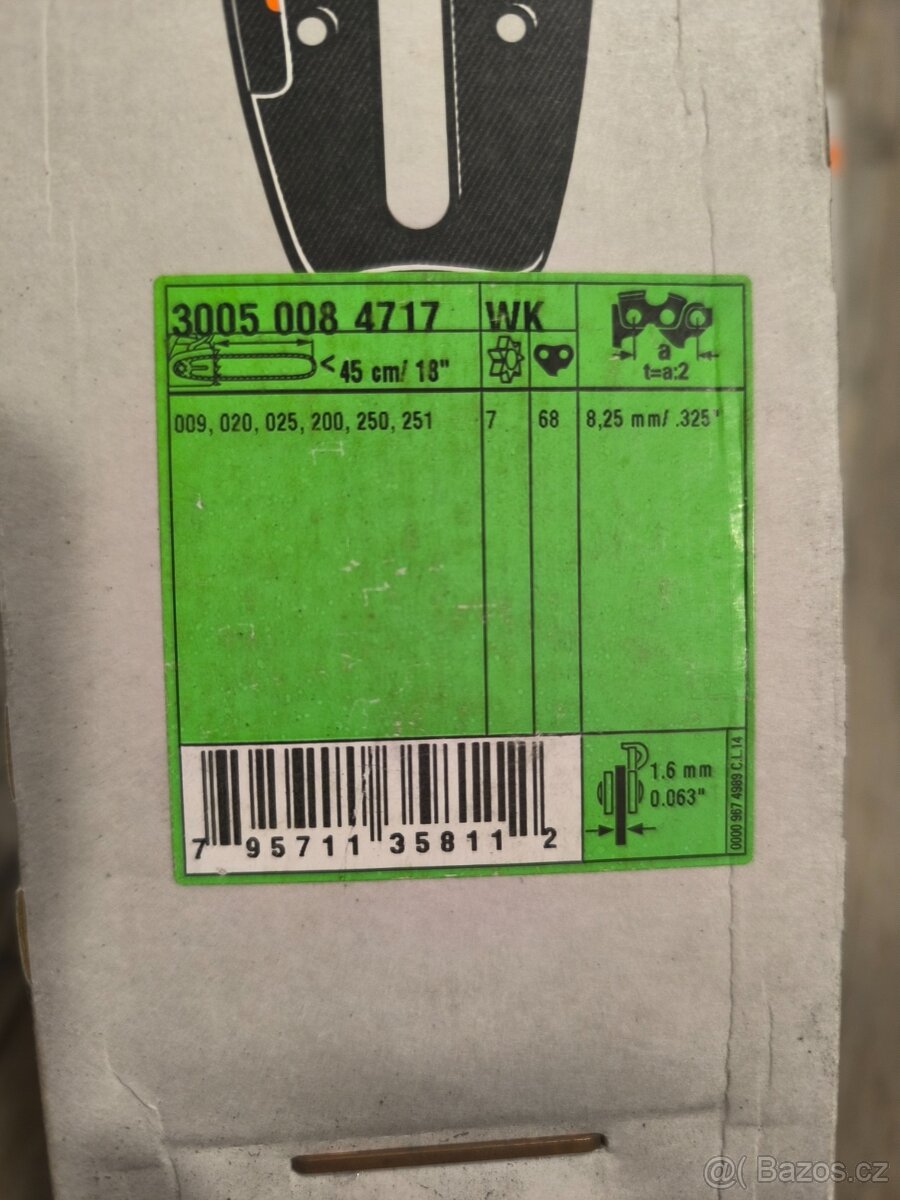 3005 008 4717 WK
a
t=a:2
< 45 cm/ 18"
009, 020, 025, 200, 250, 251 7 68 8,25 mm/ .325"
1.6 mm
0.063"
0000 967 4989 C.L14
7 95711 35811 2
@( Bazos.cz